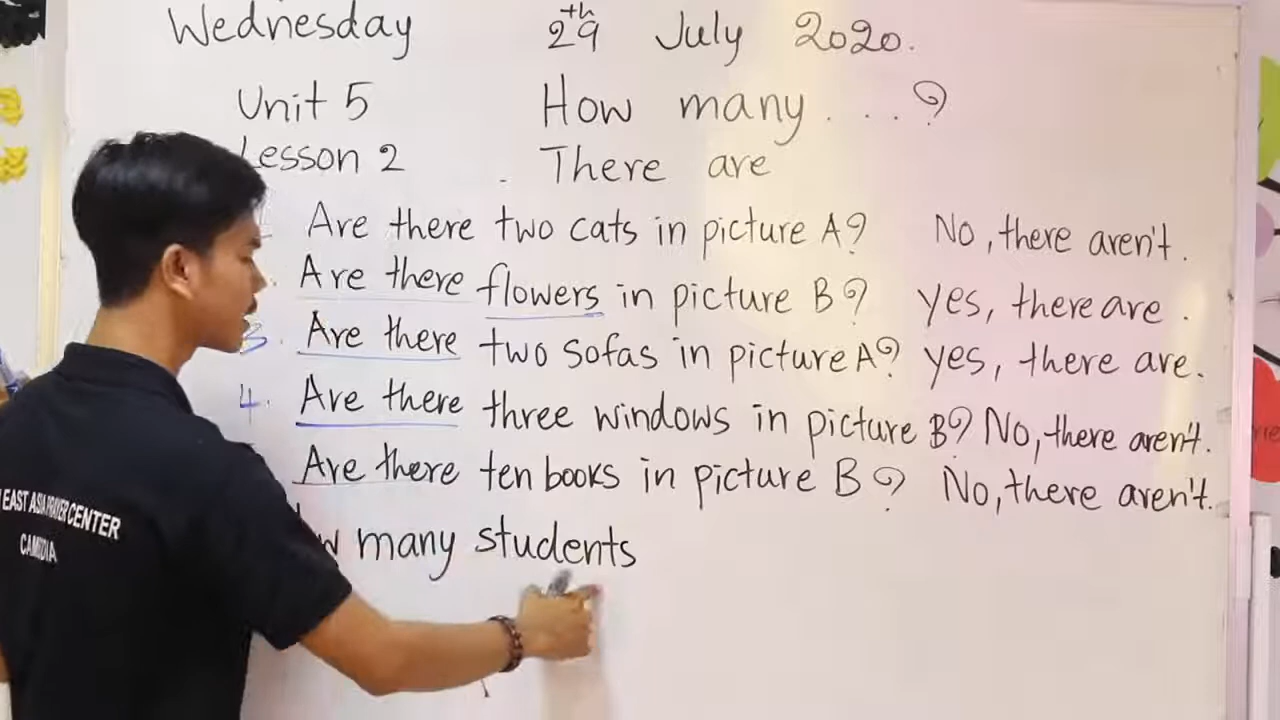 Wednesday 29th July 2020.
Unit 5 How many ...?
Lesson 2 There are
Are there two cats in picture A? No, there aren't.
Are there flowers in picture B? yes, there are.
3. Are there two sofas in picture A? yes, there are.
4. Are there three windows in picture B? No, there aren't.
Are there ten books in picture B? No, there aren't.
many students
EAST ASIA PRAYER CENTER
CAMBODIA